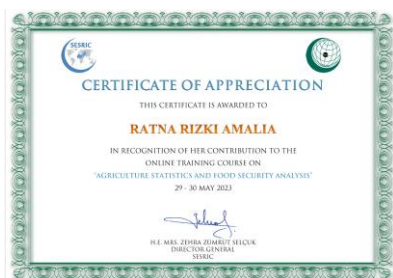 SESRIC
CERTIFICATE OF APPRECIATION
THIS CERTIFICATE IS AWARDED TO
RATNA RIZKI AMALIA
IN RECOGNITION OF HER CONTRIBUTION TO THE
ONLINE TRAINING COURSE ON
"AGRICULTURE STATISTICS AND FOOD SECURITY ANALYSIS"
29 - 30 MAY 2023
H.E. MRS. ZEHRA ZÜMRÜT SELÇUK
DIRECTOR GENERAL
SESRIC